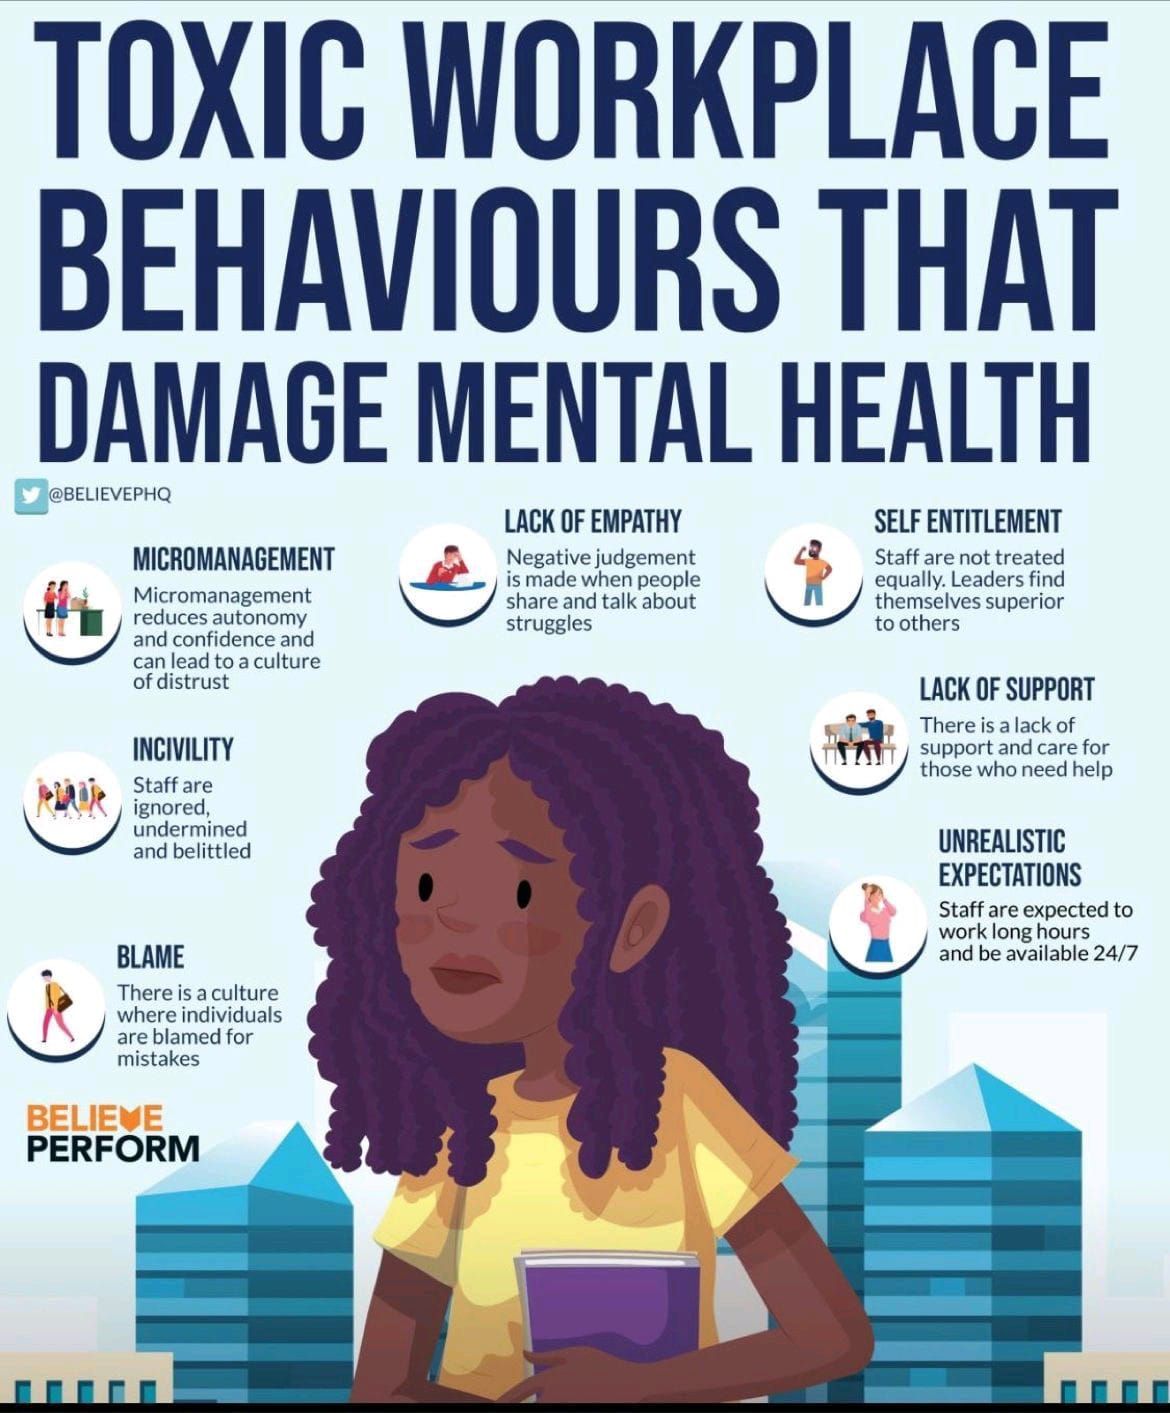 TOXIC WORKPLACE
BEHAVIOURS THAT
DAMAGE MENTAL HEALTH
@BELIEVEPHQ
MICROMANAGEMENT
Micromanagement
reduces autonomy
and confidence and
can lead to a culture
of distrust
LACK OF EMPATHY
Negative judgement
is made when people
share and talk about
struggles
SELF ENTITLEMENT
Staff are not treated
equally. Leaders find
themselves superior
to others
INCIVILITY
Staff are
ignored,
undermined
and belittled
LACK OF SUPPORT
There is a lack of
support and care for
those who need help
UNREALISTIC
EXPECTATIONS
Staff are expected to
work long hours
and be available 24/7
BLAME
There is a culture
where individuals
are blamed for
mistakes
BELIEVE
PERFORM